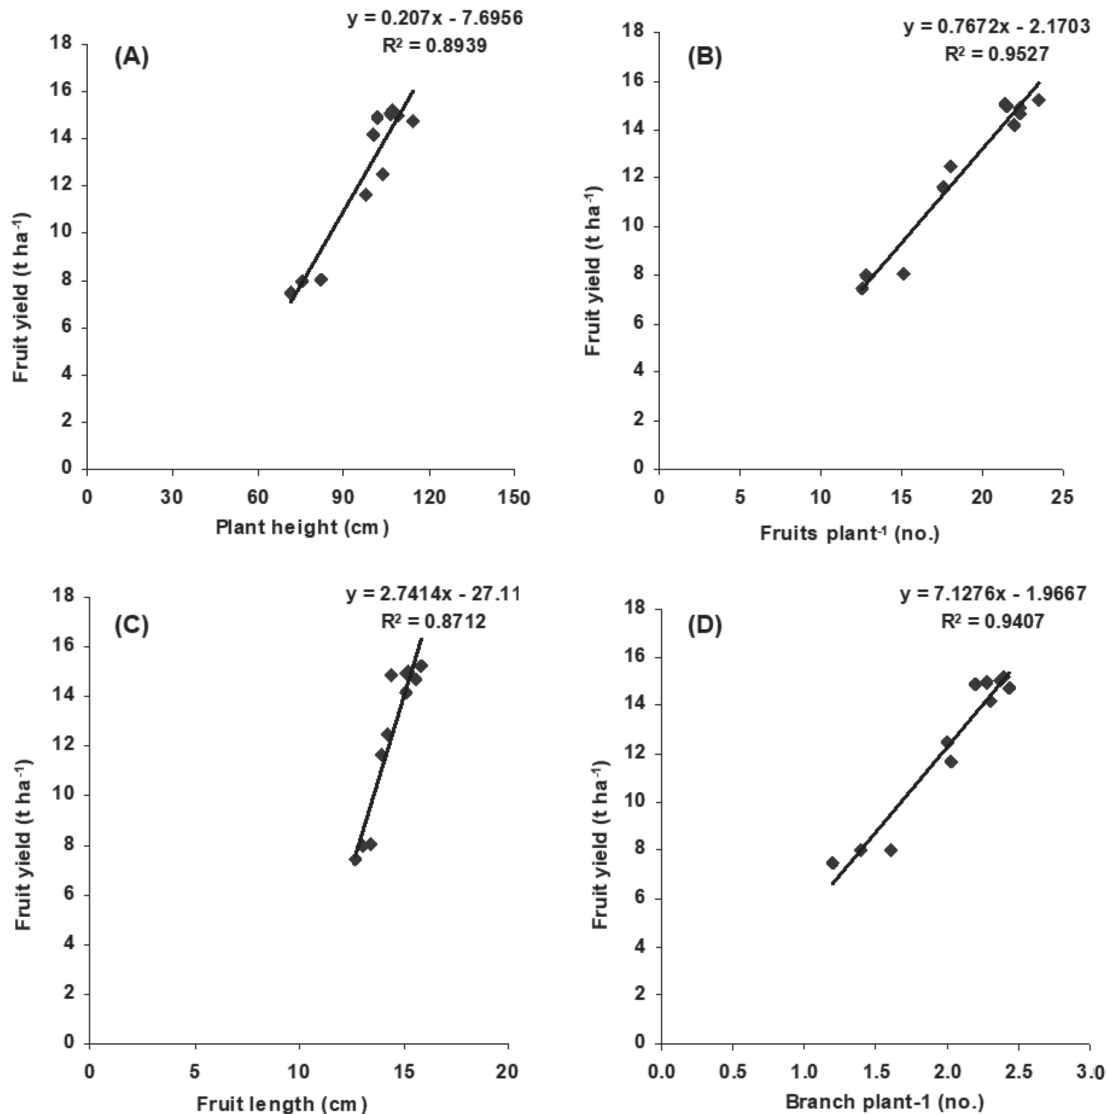 (A)
y = 0.207x - 7.6956
R² = 0.8939
18
16
14
12
10
8
6
4
2
0
0 30 60 90 120 150
Fruit yield (t ha⁻¹)
Plant height (cm)
(B)
y = 0.7672x - 2.1703
R² = 0.9527
18
16
14
12
10
8
6
4
2
0
0 5 10 15 20 25
Fruit yield (t ha⁻¹)
Fruits plant⁻¹ (no.)
(C)
y = 2.7414x - 27.11
R² = 0.8712
18
16
14
12
10
8
6
4
2
0
0 5 10 15 20
Fruit yield (t ha⁻¹)
Fruit length (cm)
(D)
y = 7.1276x - 1.9667
R² = 0.9407
18
16
14
12
10
8
6
4
2
0
0.0 0.5 1.0 1.5 2.0 2.5 3.0
Fruit yield (t ha⁻¹)
Branch plant-1 (no.)